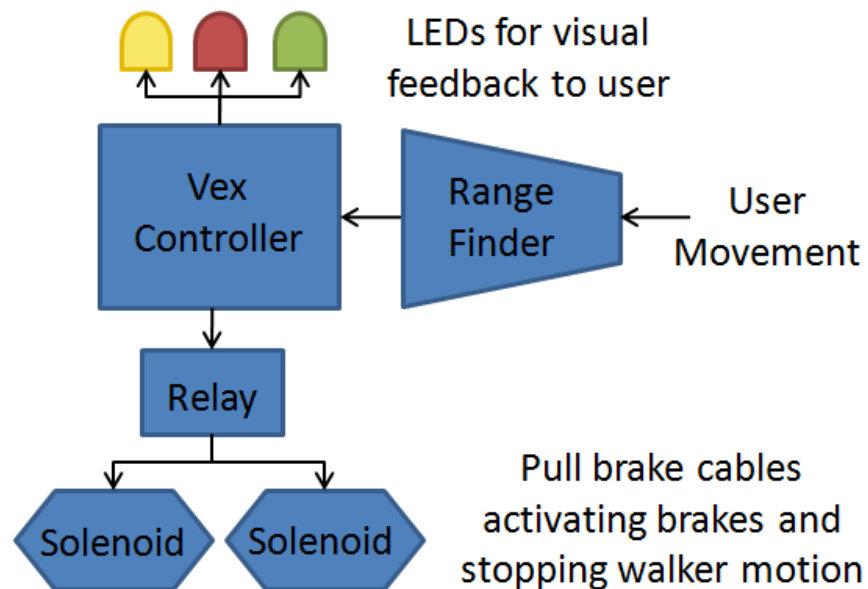 LEDs for visual
feedback to user
Vex
Controller
Range
Finder
User
Movement
Relay
Solenoid
Solenoid
Pull brake cables
activating brakes and
stopping walker motion